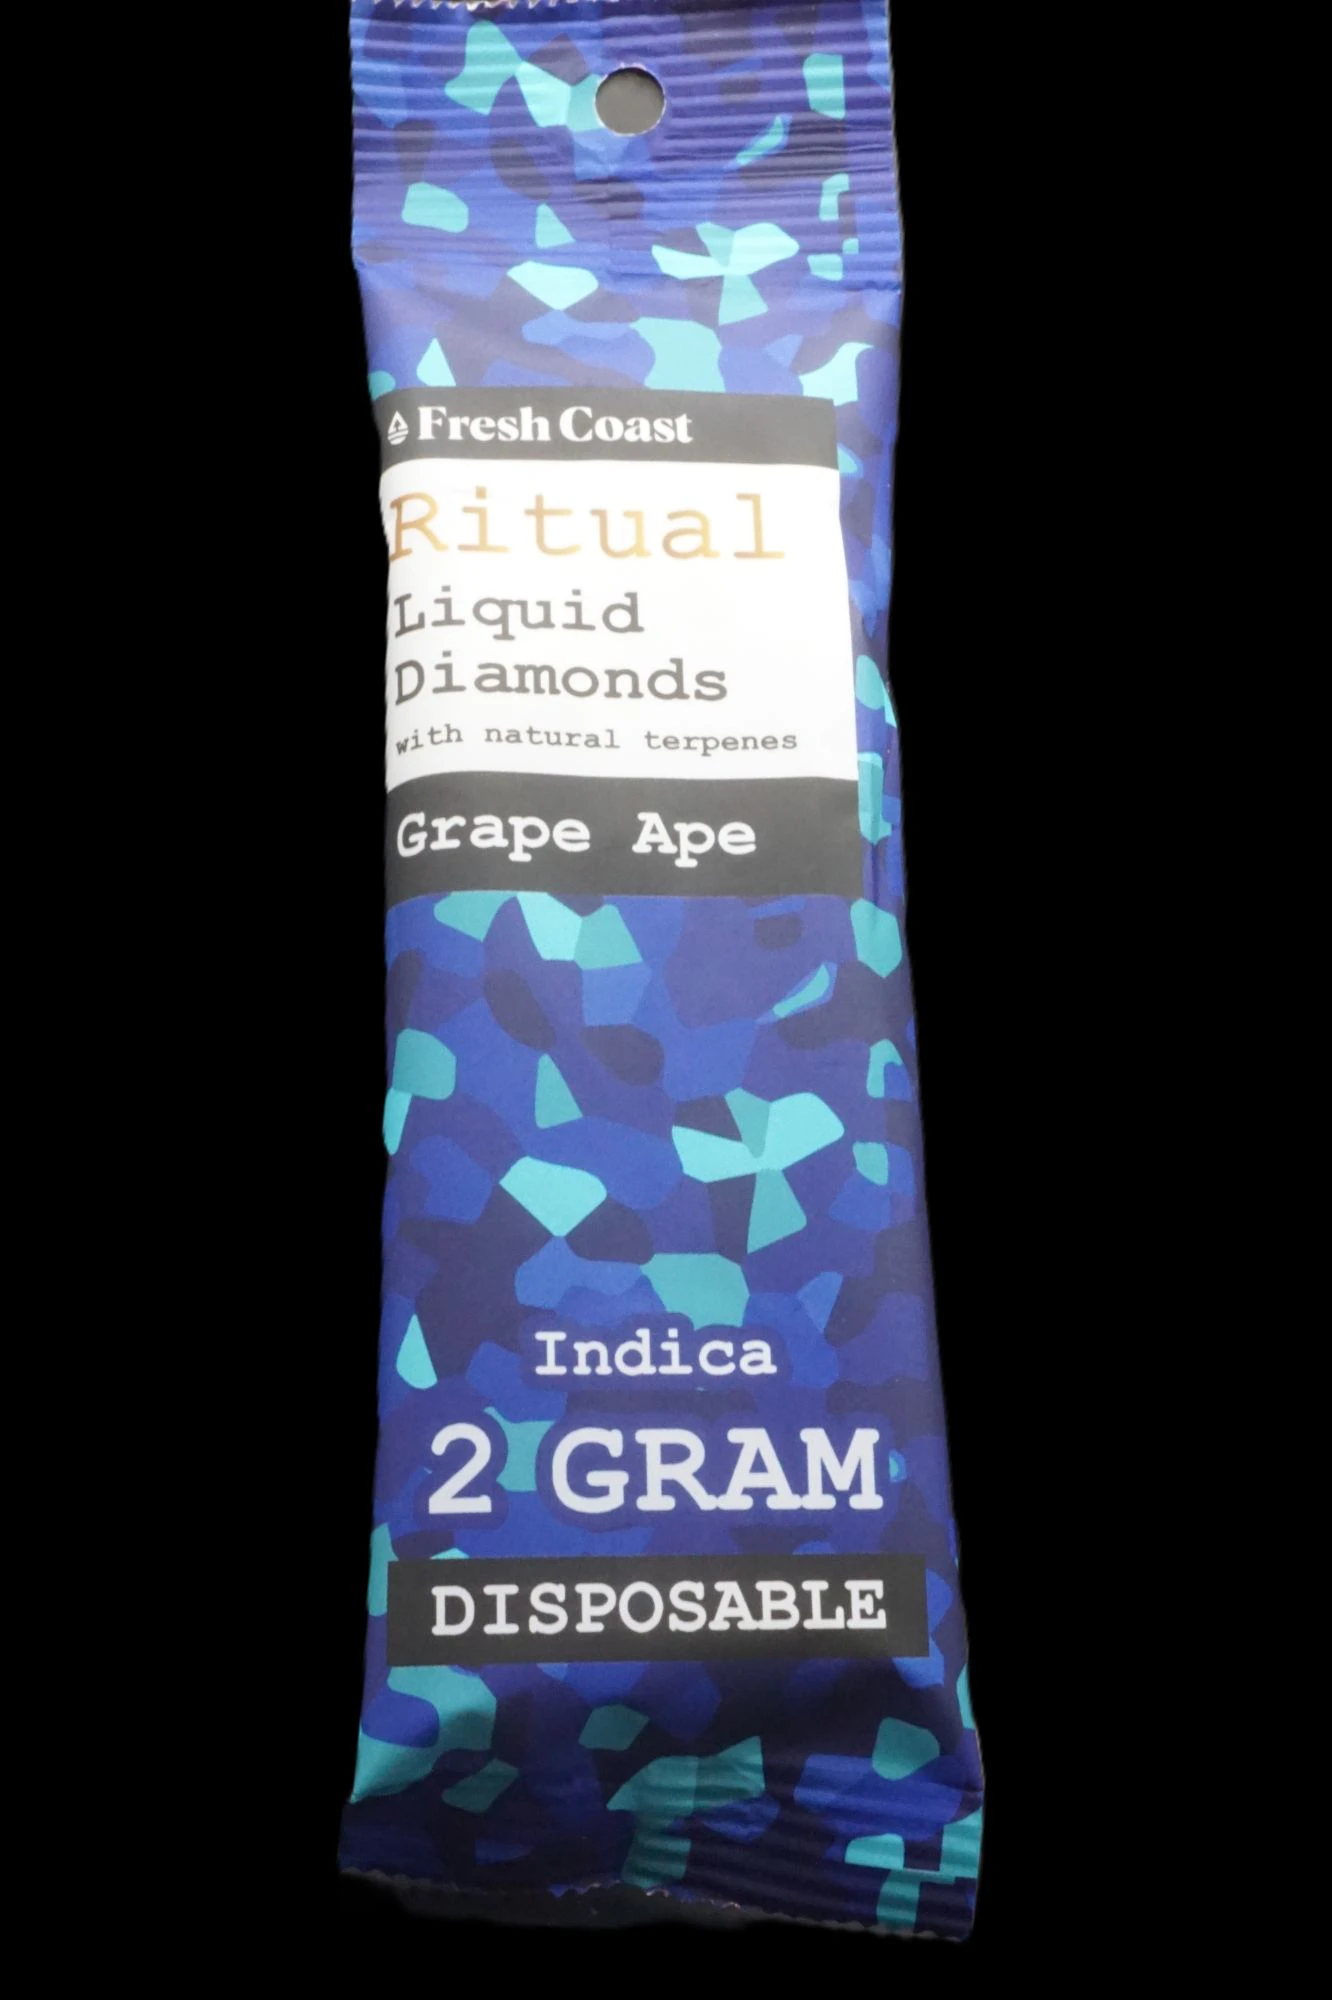 Fresh Coast
Ritual
Liquid
Diamonds
with natural terpenes
Grape Ape
Indica
2 GRAM
DISPOSABLE